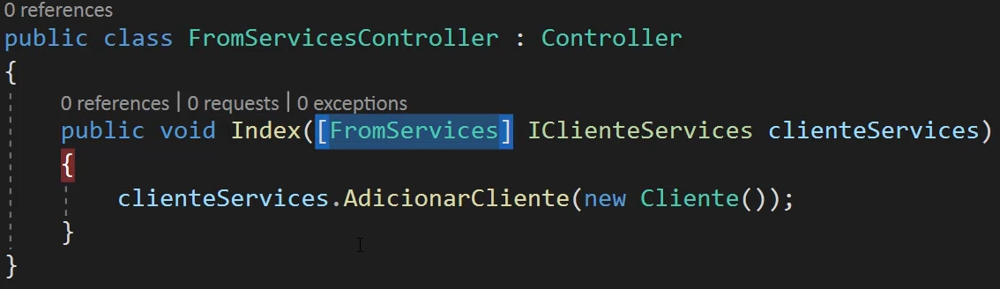 0 references
public class FromServicesController : Controller
{
0 references | 0 requests | 0 exceptions
public void Index([FromServices] IClienteServices clienteServices)
{
clienteServices.AdicionarCliente(new Cliente());
}
}